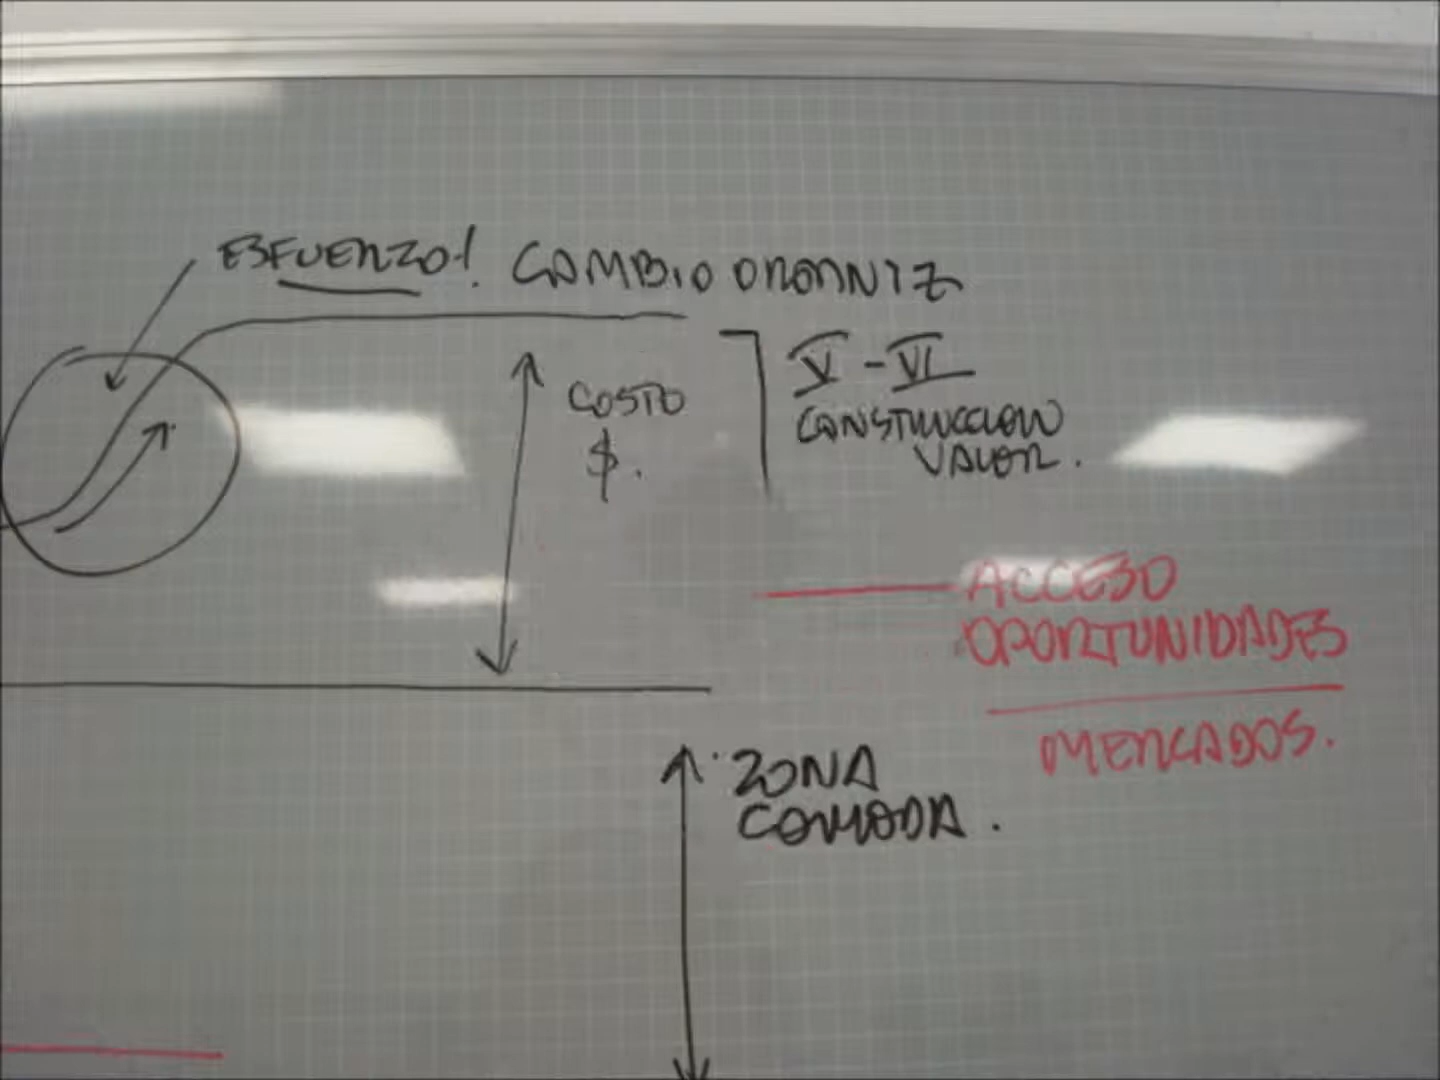 ESFUERZO! CAMBIO ORGANIZ
COSTO
$.
V - VI
CONSTRUCCION
VALOR.
ACCESO
OPORTUNIDADES
MERCADOS.
ZONA
COMODA.